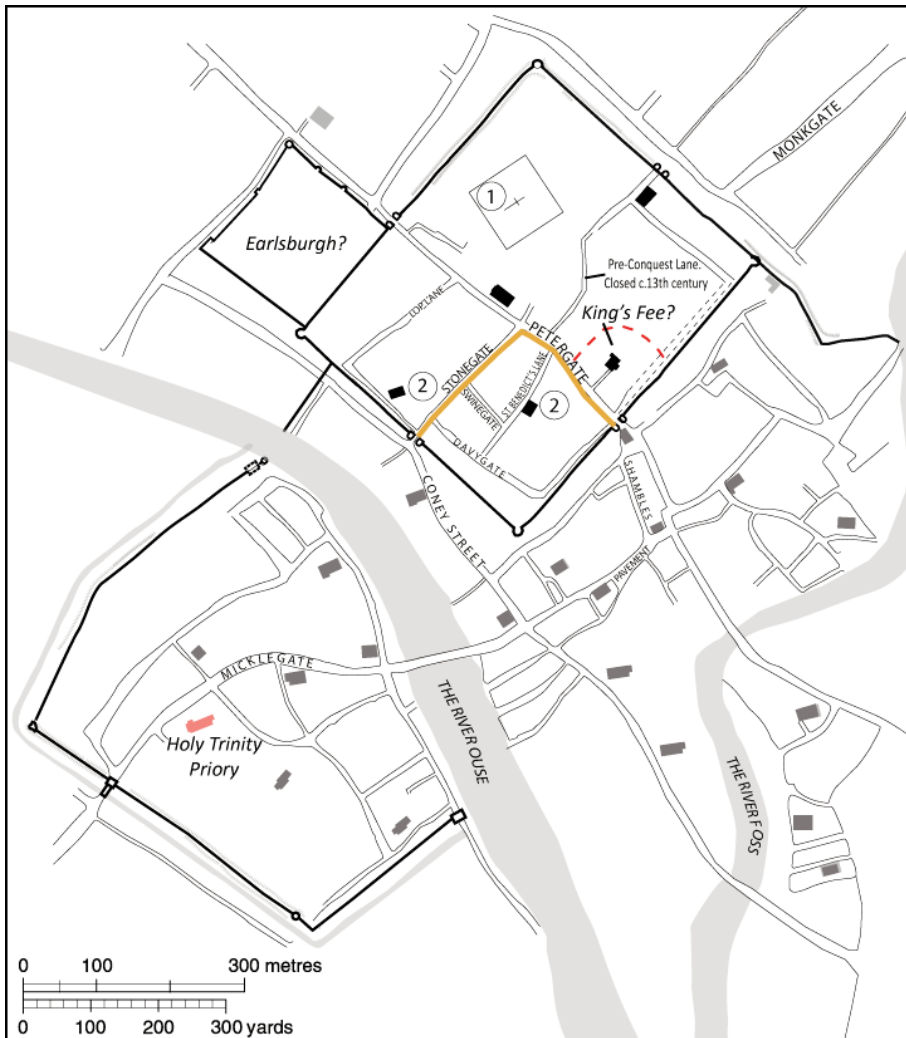 MONKGATE
1
Earlsburgh?
Pre-Conquest Lane.
Closed c.13th century
LOP LANE
King's Fee?
PETERGATE
STONEGATE
2
SWINEGATE
ST BENEDICT'S LANE
2
DAVYGATE
CONEY STREET
SHAMBLES
PAVEMENT
MICKLEGATE
THE RIVER OUSE
Holy Trinity
Priory
THE RIVER FOSS
0 100 300 metres
0 100 200 300 yards